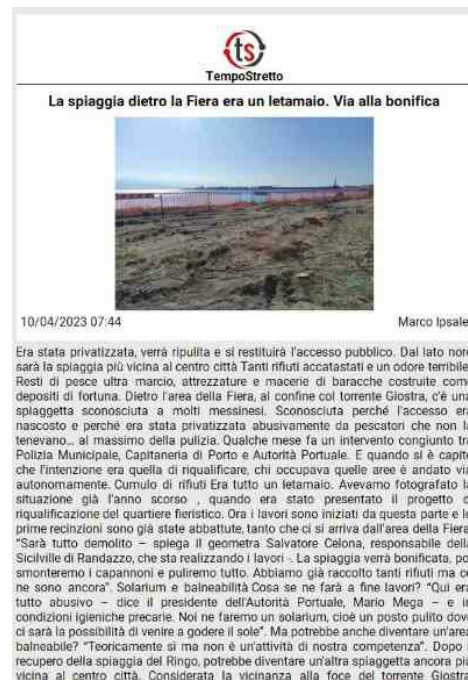 ts
TempoStretto
La spiaggia dietro la Fiera era un letamaio. Via alla bonifica
10/04/2023 07:44 Marco Ipsale
Era stata privatizzata, verrà ripulita e si restituirà l'accesso pubblico. Dal lato nord
sarà la spiaggia più vicina al centro città Tanti rifiuti accatastati e un odore terribile.
Resti di pesce ultra marcio, attrezzature e macerie di baracche costruite come
depositi di fortuna. Dietro l'area della Fiera, al confine col torrente Giostra, c'è una
spiaggetta sconosciuta a molti messinesi. Sconosciuta perché l'accesso era
nascosto e perché era stata privatizzata abusivamente da pescatori che non la
tenevano… al massimo della pulizia. Qualche mese fa un intervento congiunto tra
Polizia Municipale, Capitaneria di Porto e Autorità Portuale. E quando si è capito
che l'intenzione era quella di riqualificare, chi occupava quelle aree è andato via
autonomamente. Cumulo di rifiuti Era tutto un letamaio. Avevamo fotografato la
situazione già l'anno scorso , quando era stato presentato il progetto di
riqualificazione del quartiere fieristico. Ora i lavori sono iniziati da questa parte e le
prime recinzioni sono già state abbattute, tanto che ci si arriva dall'area della Fiera.
"Sarà tutto demolito – spiega il geometra Salvatore Celona, responsabile della
Sicilville di Randazzo, che sta realizzando i lavori -. La spiaggia verrà bonificata, poi
smonteremo i capannoni e puliremo tutto. Abbiamo già raccolto tanti rifiuti ma ce
ne sono ancora". Solarium e balneabilità Cosa se ne farà a fine lavori? "Qui era
tutto abusivo – dice il presidente dell'Autorità Portuale, Mario Mega – e in
condizioni igieniche precarie. Noi ne faremo un solarium, cioè un posto pulito dove
ci sarà la possibilità di venire a godere il sole". Ma potrebbe anche diventare un'area
balneabile? "Teoricamente sì ma non è un'attività di nostra competenza". Dopo il
recupero della spiaggia del Ringo, potrebbe diventare un'altra spiaggetta ancora più
vicina al centro città. Considerata la vicinanza alla foce del torrente Giostra,